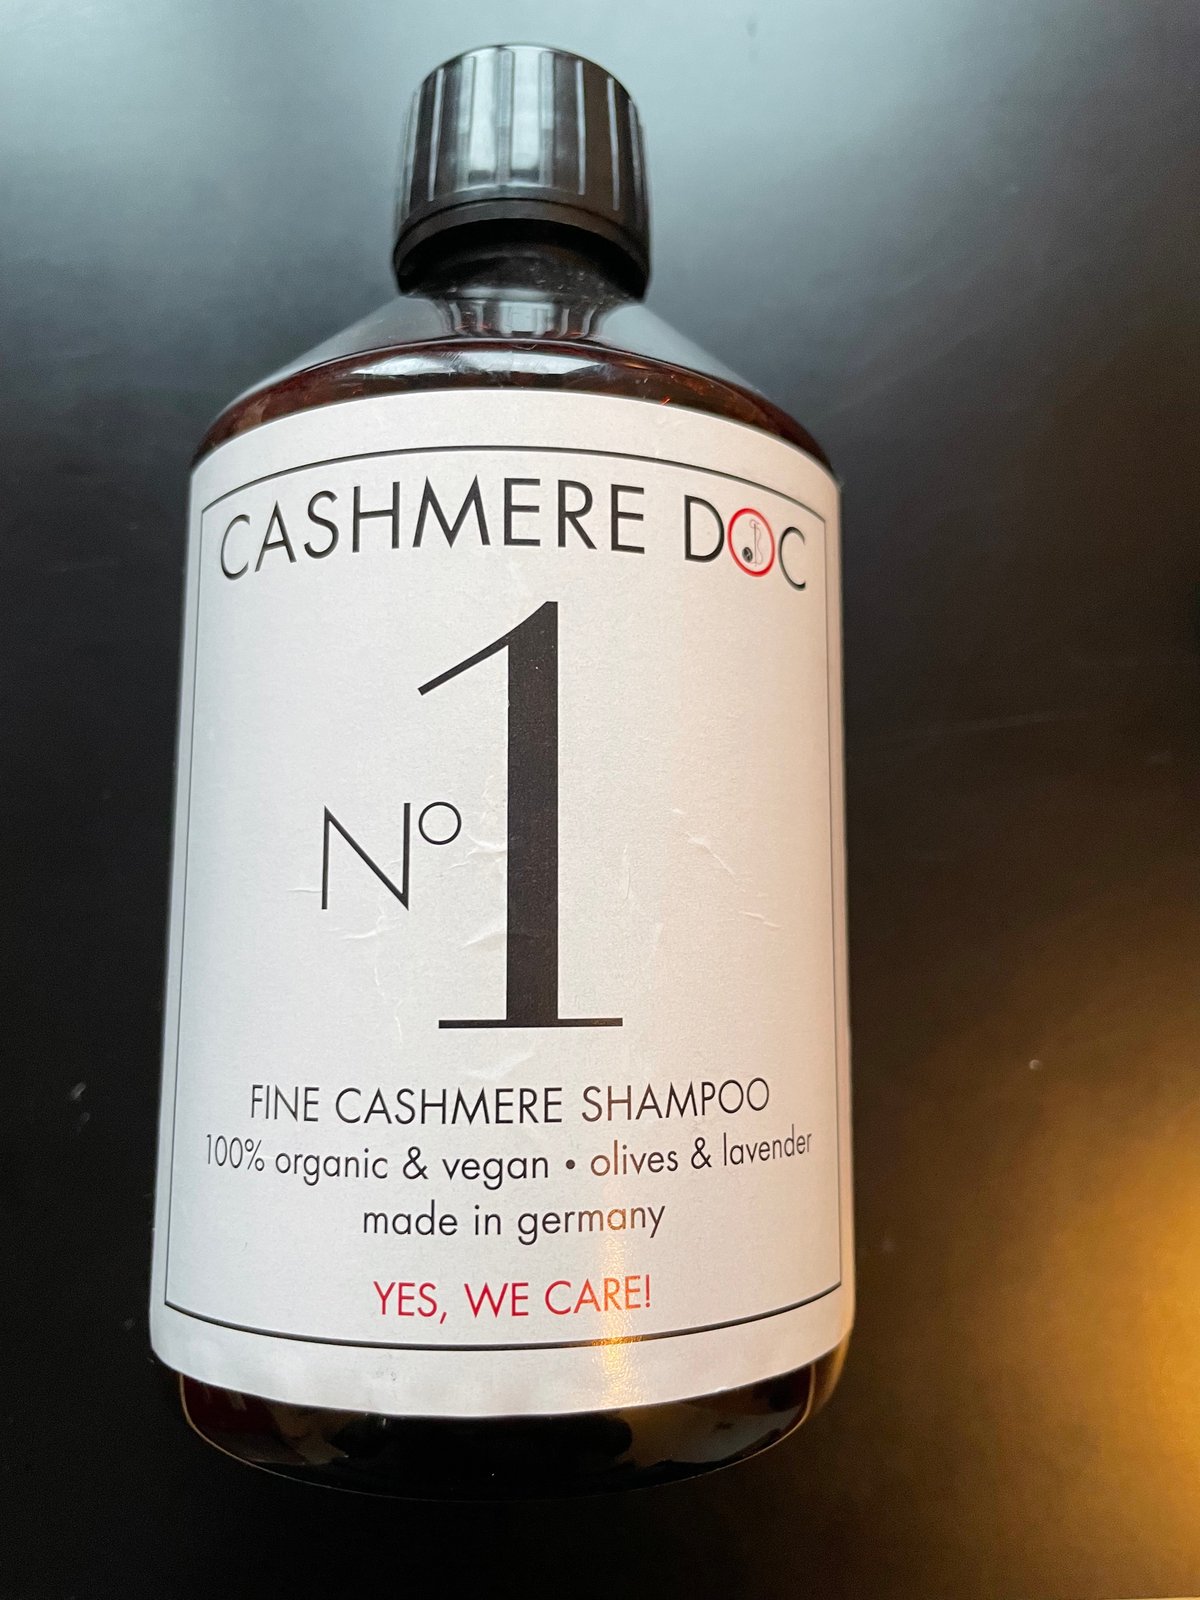 CASHMERE DOC
Nº1
FINE CASHMERE SHAMPOO
100% organic & vegan • olives & lavender
made in germany
YES, WE CARE!